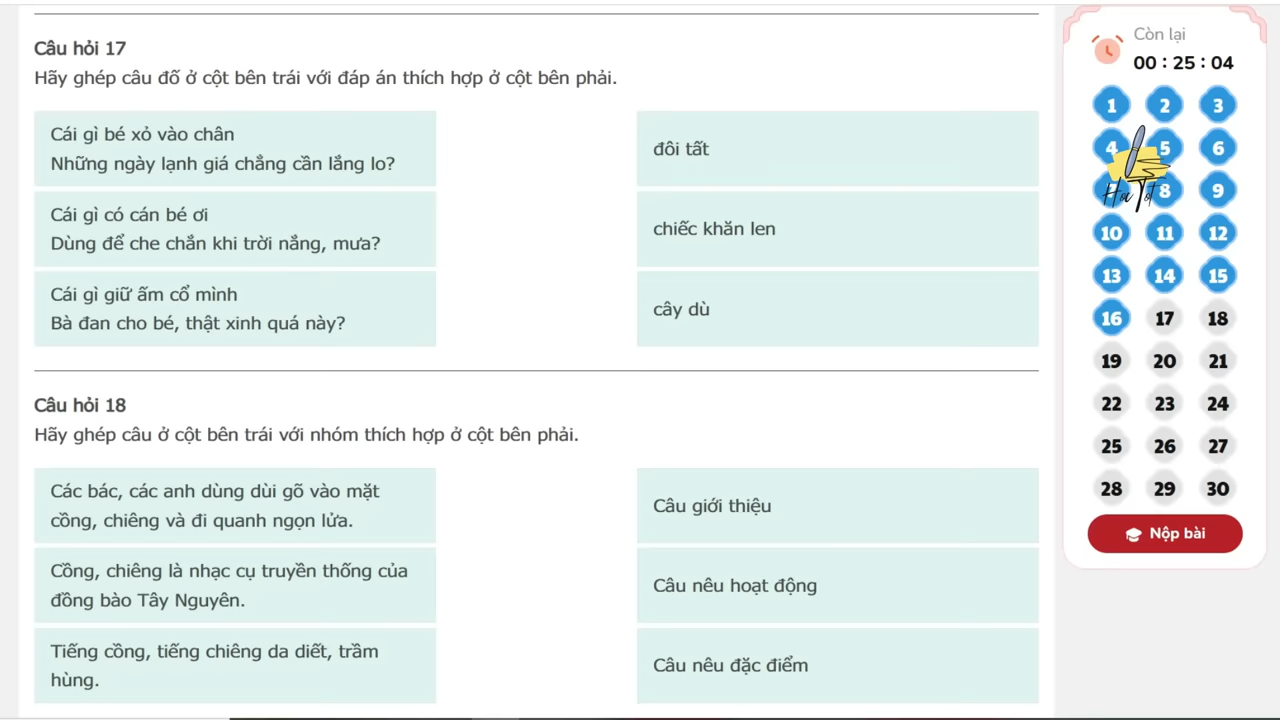 Câu hỏi 17
Hãy ghép câu đố ở cột bên trái với đáp án thích hợp ở cột bên phải.
Cái gì bé xỏ vào chân
Những ngày lạnh giá chẳng cần lắng lo?
đôi tất
Cái gì có cán bé ơi
Dùng để che chắn khi trời nắng, mưa?
chiếc khăn len
Cái gì giữ ấm cổ mình
Bà đan cho bé, thật xinh quá này?
cây dù
Câu hỏi 18
Hãy ghép câu ở cột bên trái với nhóm thích hợp ở cột bên phải.
Các bác, các anh dùng dùi gõ vào mặt
cồng, chiêng và đi quanh ngọn lửa.
Câu giới thiệu
Cồng, chiêng là nhạc cụ truyền thống của
đồng bào Tây Nguyên.
Câu nêu hoạt động
Tiếng cồng, tiếng chiêng da diết, trầm
hùng.
Câu nêu đặc điểm
Còn lại
00 : 25 : 04
1 2 3
4 5 6
8 9
Học Tốt
10 11 12
13 14 15
16 17 18
19 20 21
22 23 24
25 26 27
28 29 30
Nộp bài